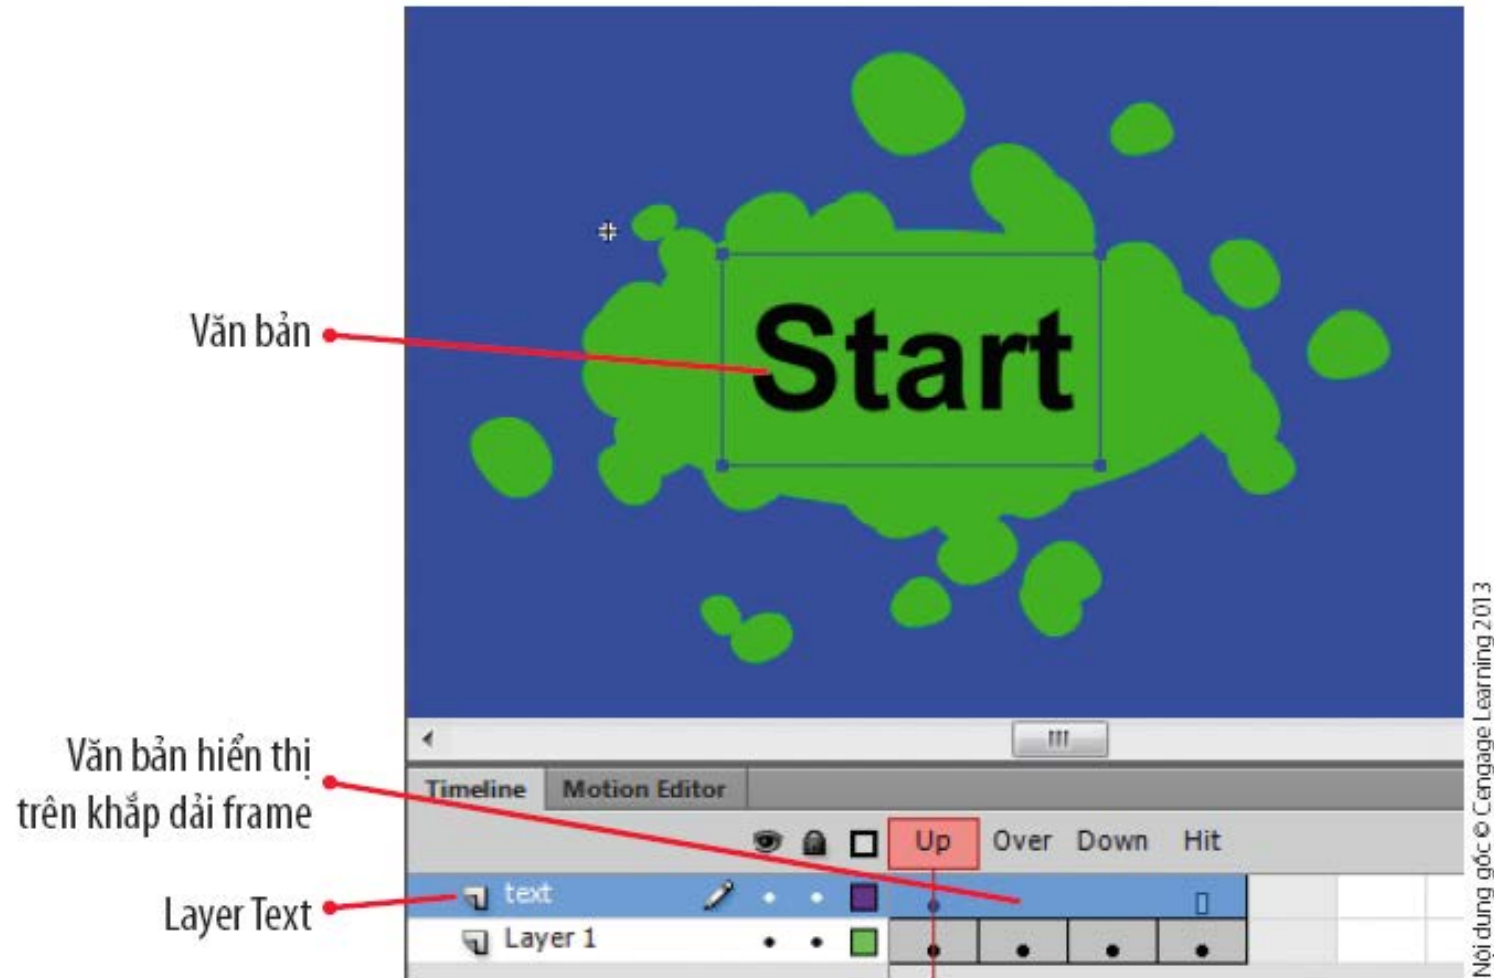 Văn bản
Start
Văn bản hiển thị
trên khắp dải frame
Layer Text
Timeline Motion Editor
Up Over Down Hit
text
Layer 1
Nội dung gốc © Cengage Learning 2013